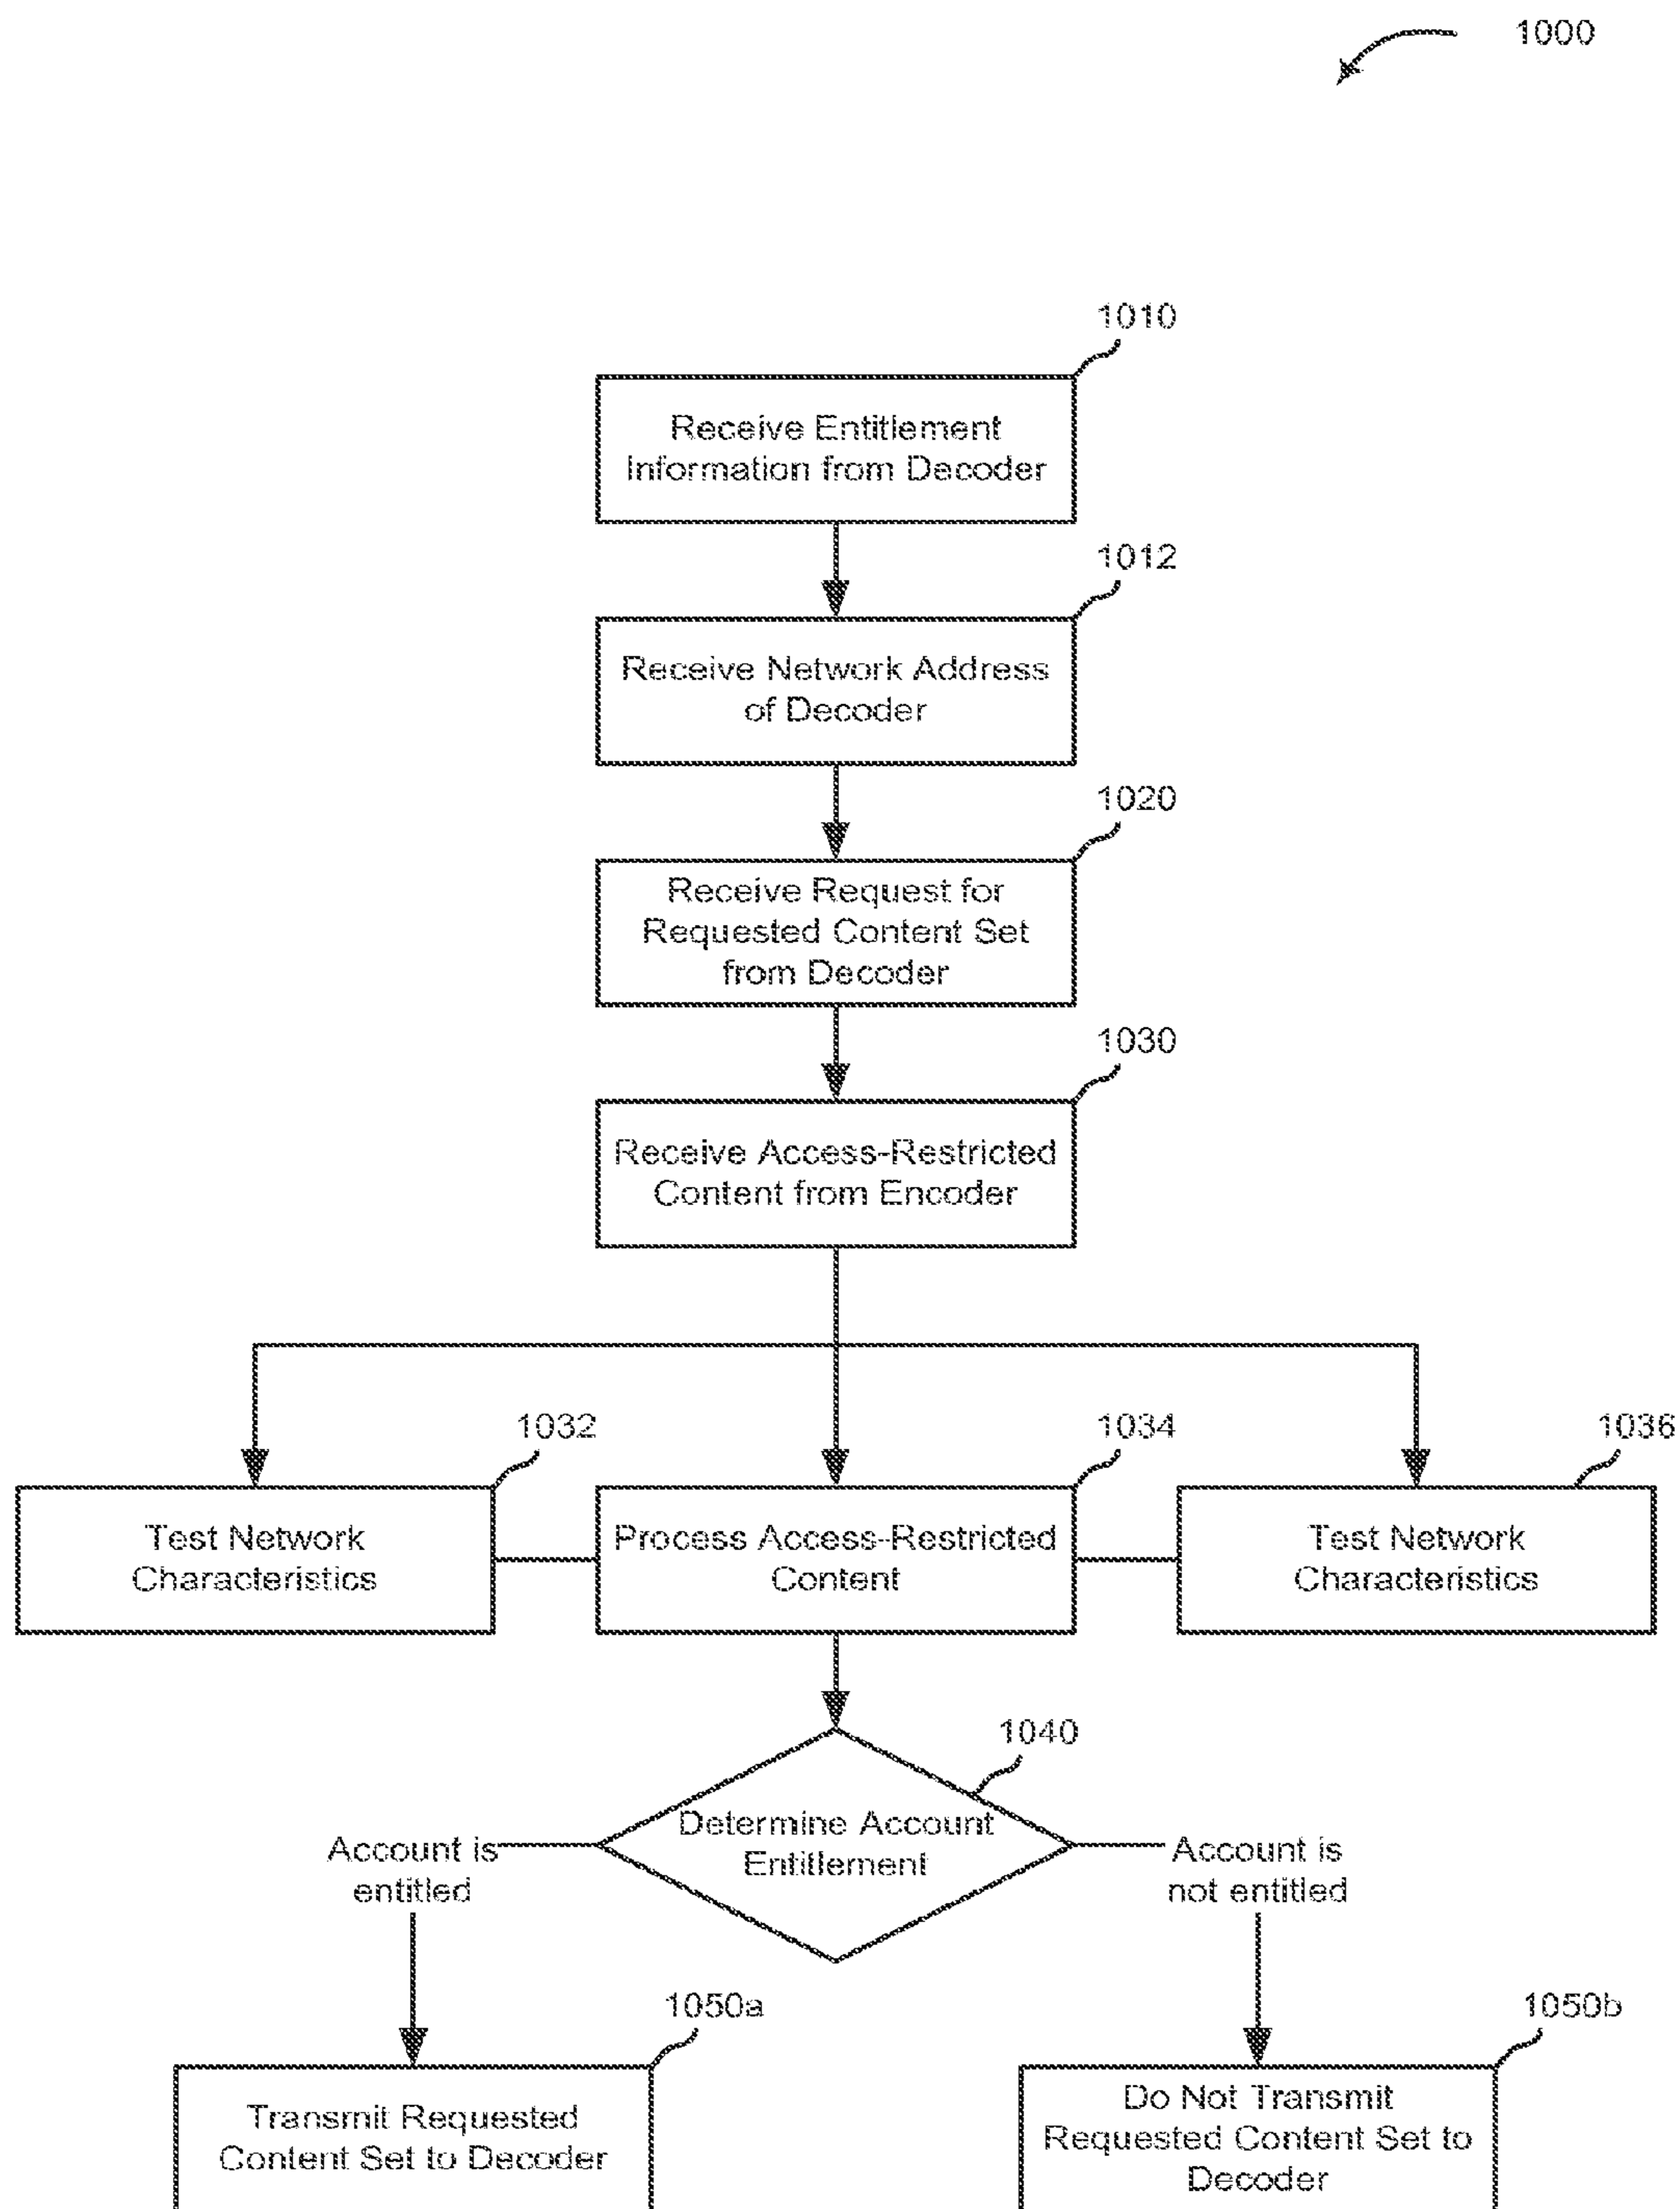 1000
1010
Receive Entitlement
Information from Decoder
1012
Receive Network Address
of Decoder
1020
Receive Request for
Requested Content Set
from Decoder
1030
Receive Access-Restricted
Content from Encoder
1032
1034
1036
Test Network
Characteristics
Process Access-Restricted
Content
Test Network
Characteristics
1040
Determine Account
Entitlement
Account is
entitled
Account is
not entitled
1050a
1050b
Transmit Requested
Content Set to Decoder
Do Not Transmit
Requested Content Set to
Decoder